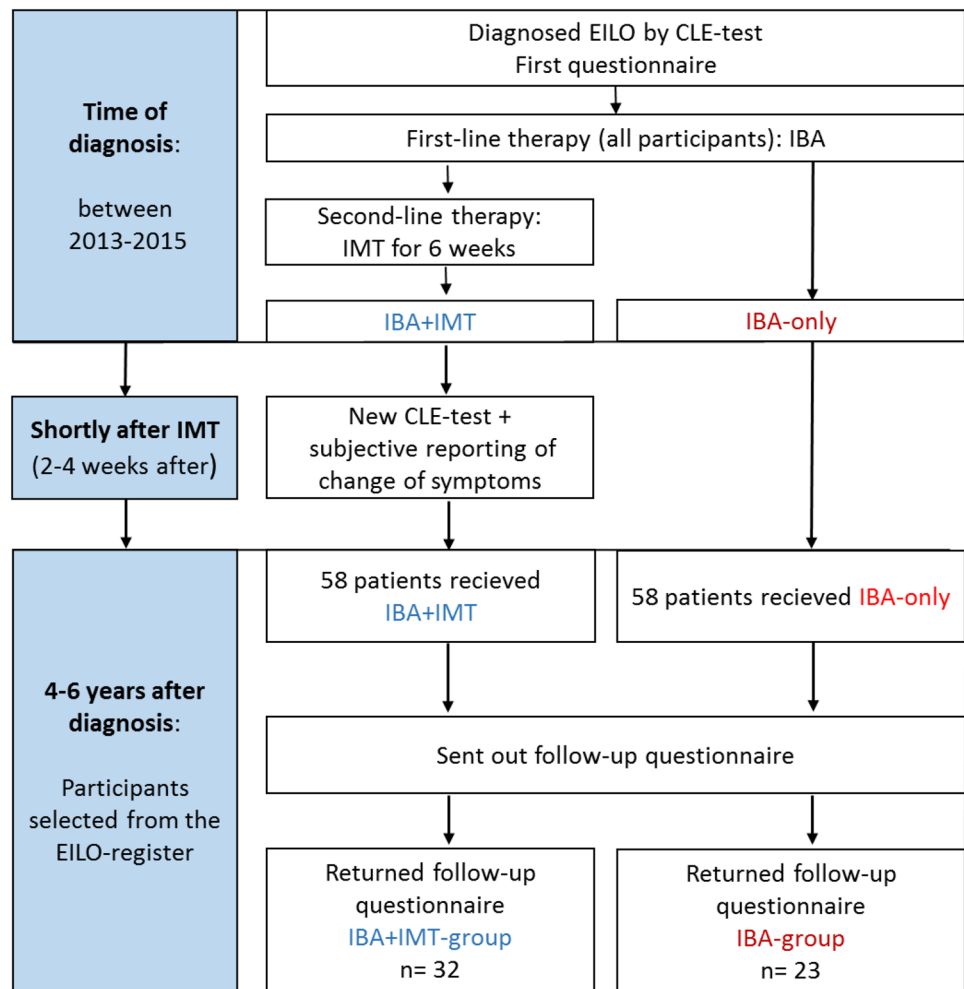 Time of
diagnosis:
between
2013-2015
Diagnosed EILO by CLE-test
First questionnaire
First-line therapy (all participants): IBA
Second-line therapy:
IMT for 6 weeks
IBA+IMT
IBA-only
Shortly after IMT
(2-4 weeks after)
New CLE-test +
subjective reporting of
change of symptoms
4-6 years after
diagnosis:
Participants
selected from the
EILO-register
58 patients recieved
IBA+IMT
58 patients recieved IBA-only
Sent out follow-up questionnaire
Returned follow-up
questionnaire
IBA+IMT-group
n= 32
Returned follow-up
questionnaire
IBA-group
n= 23